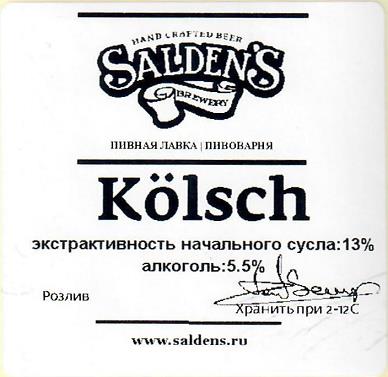 HAND CRAFTED BEER
SALDEN'S
BREWERY
ПИВНАЯ ЛАВКА | ПИВОВАРНЯ
Kölsch
экстрактивность начального сусла:13%
алкоголь:5.5%
Розлив
Хранить при 2-12С
www.saldens.ru